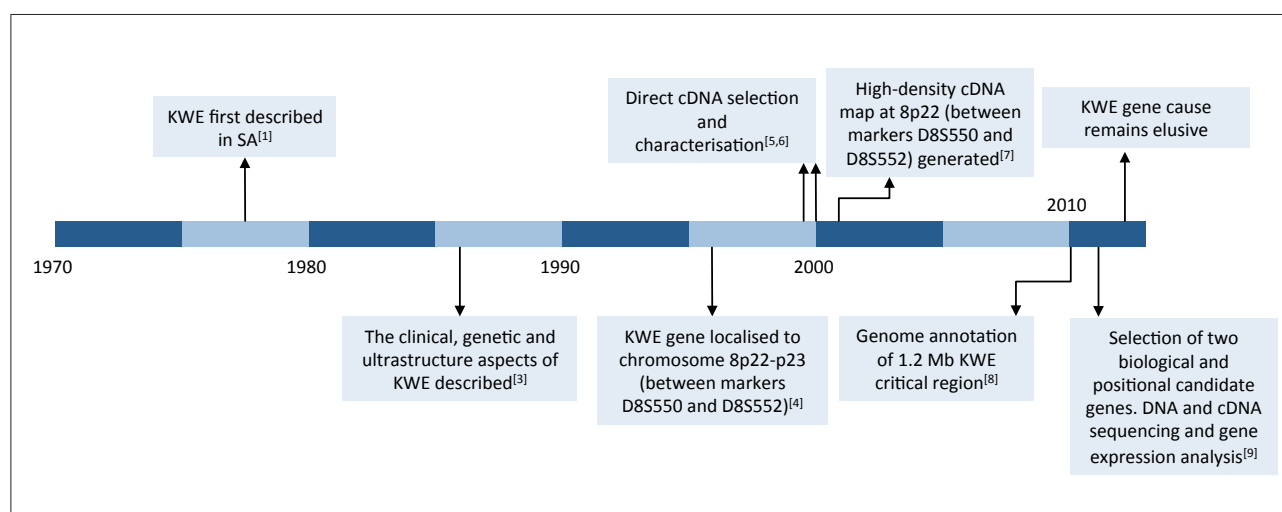 KWE first described
in SA[1]
Direct cDNA selection
and
characterisation[5,6]
High-density cDNA
map at 8p22 (between
markers D8S550 and
D8S552) generated[7]
KWE gene cause
remains elusive
2010
1970
1980
1990
2000
The clinical, genetic and
ultrastructure aspects of
KWE described[3]
KWE gene localised to
chromosome 8p22-p23
(between markers
D8S550 and D8S552)[4]
Genome annotation
of 1.2 Mb KWE
critical region[8]
Selection of two
biological and
positional candidate
genes. DNA and cDNA
sequencing and gene
expression analysis[9]